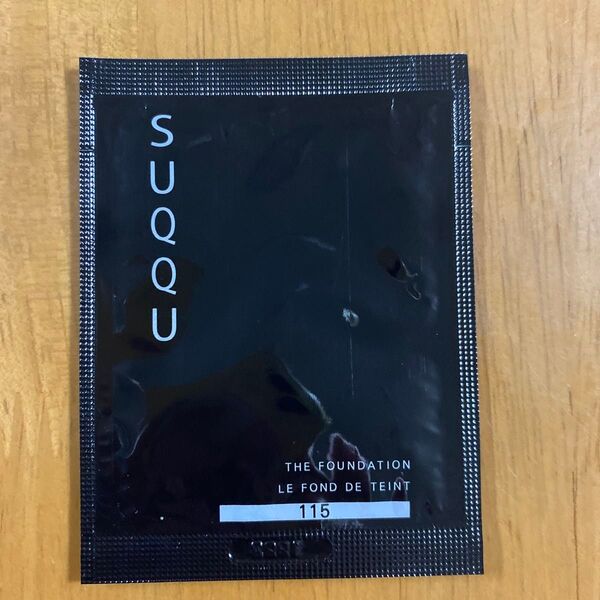 SUQQU
THE FOUNDATION
LE FOND DE TEINT
115